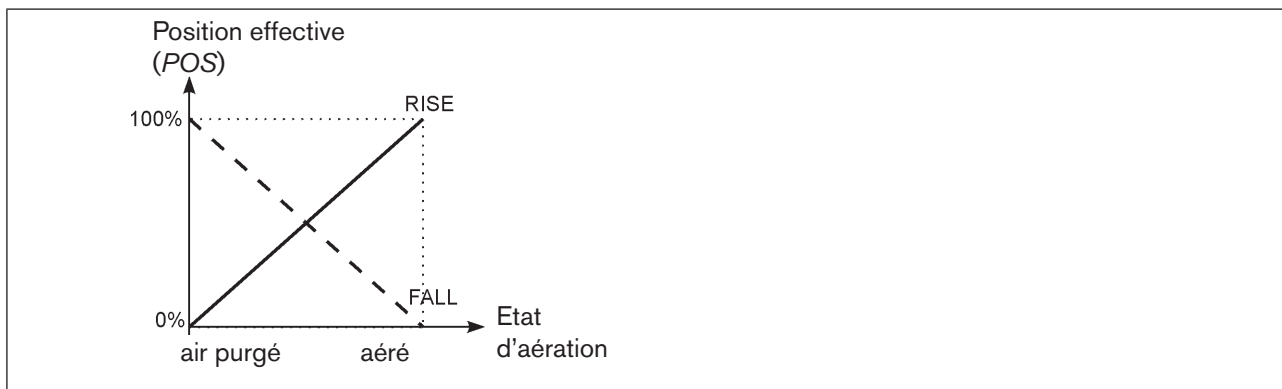 Position effective
(POS)
RISE
100%
FALL
0%
Etat
d'aération
air purgé
aéré